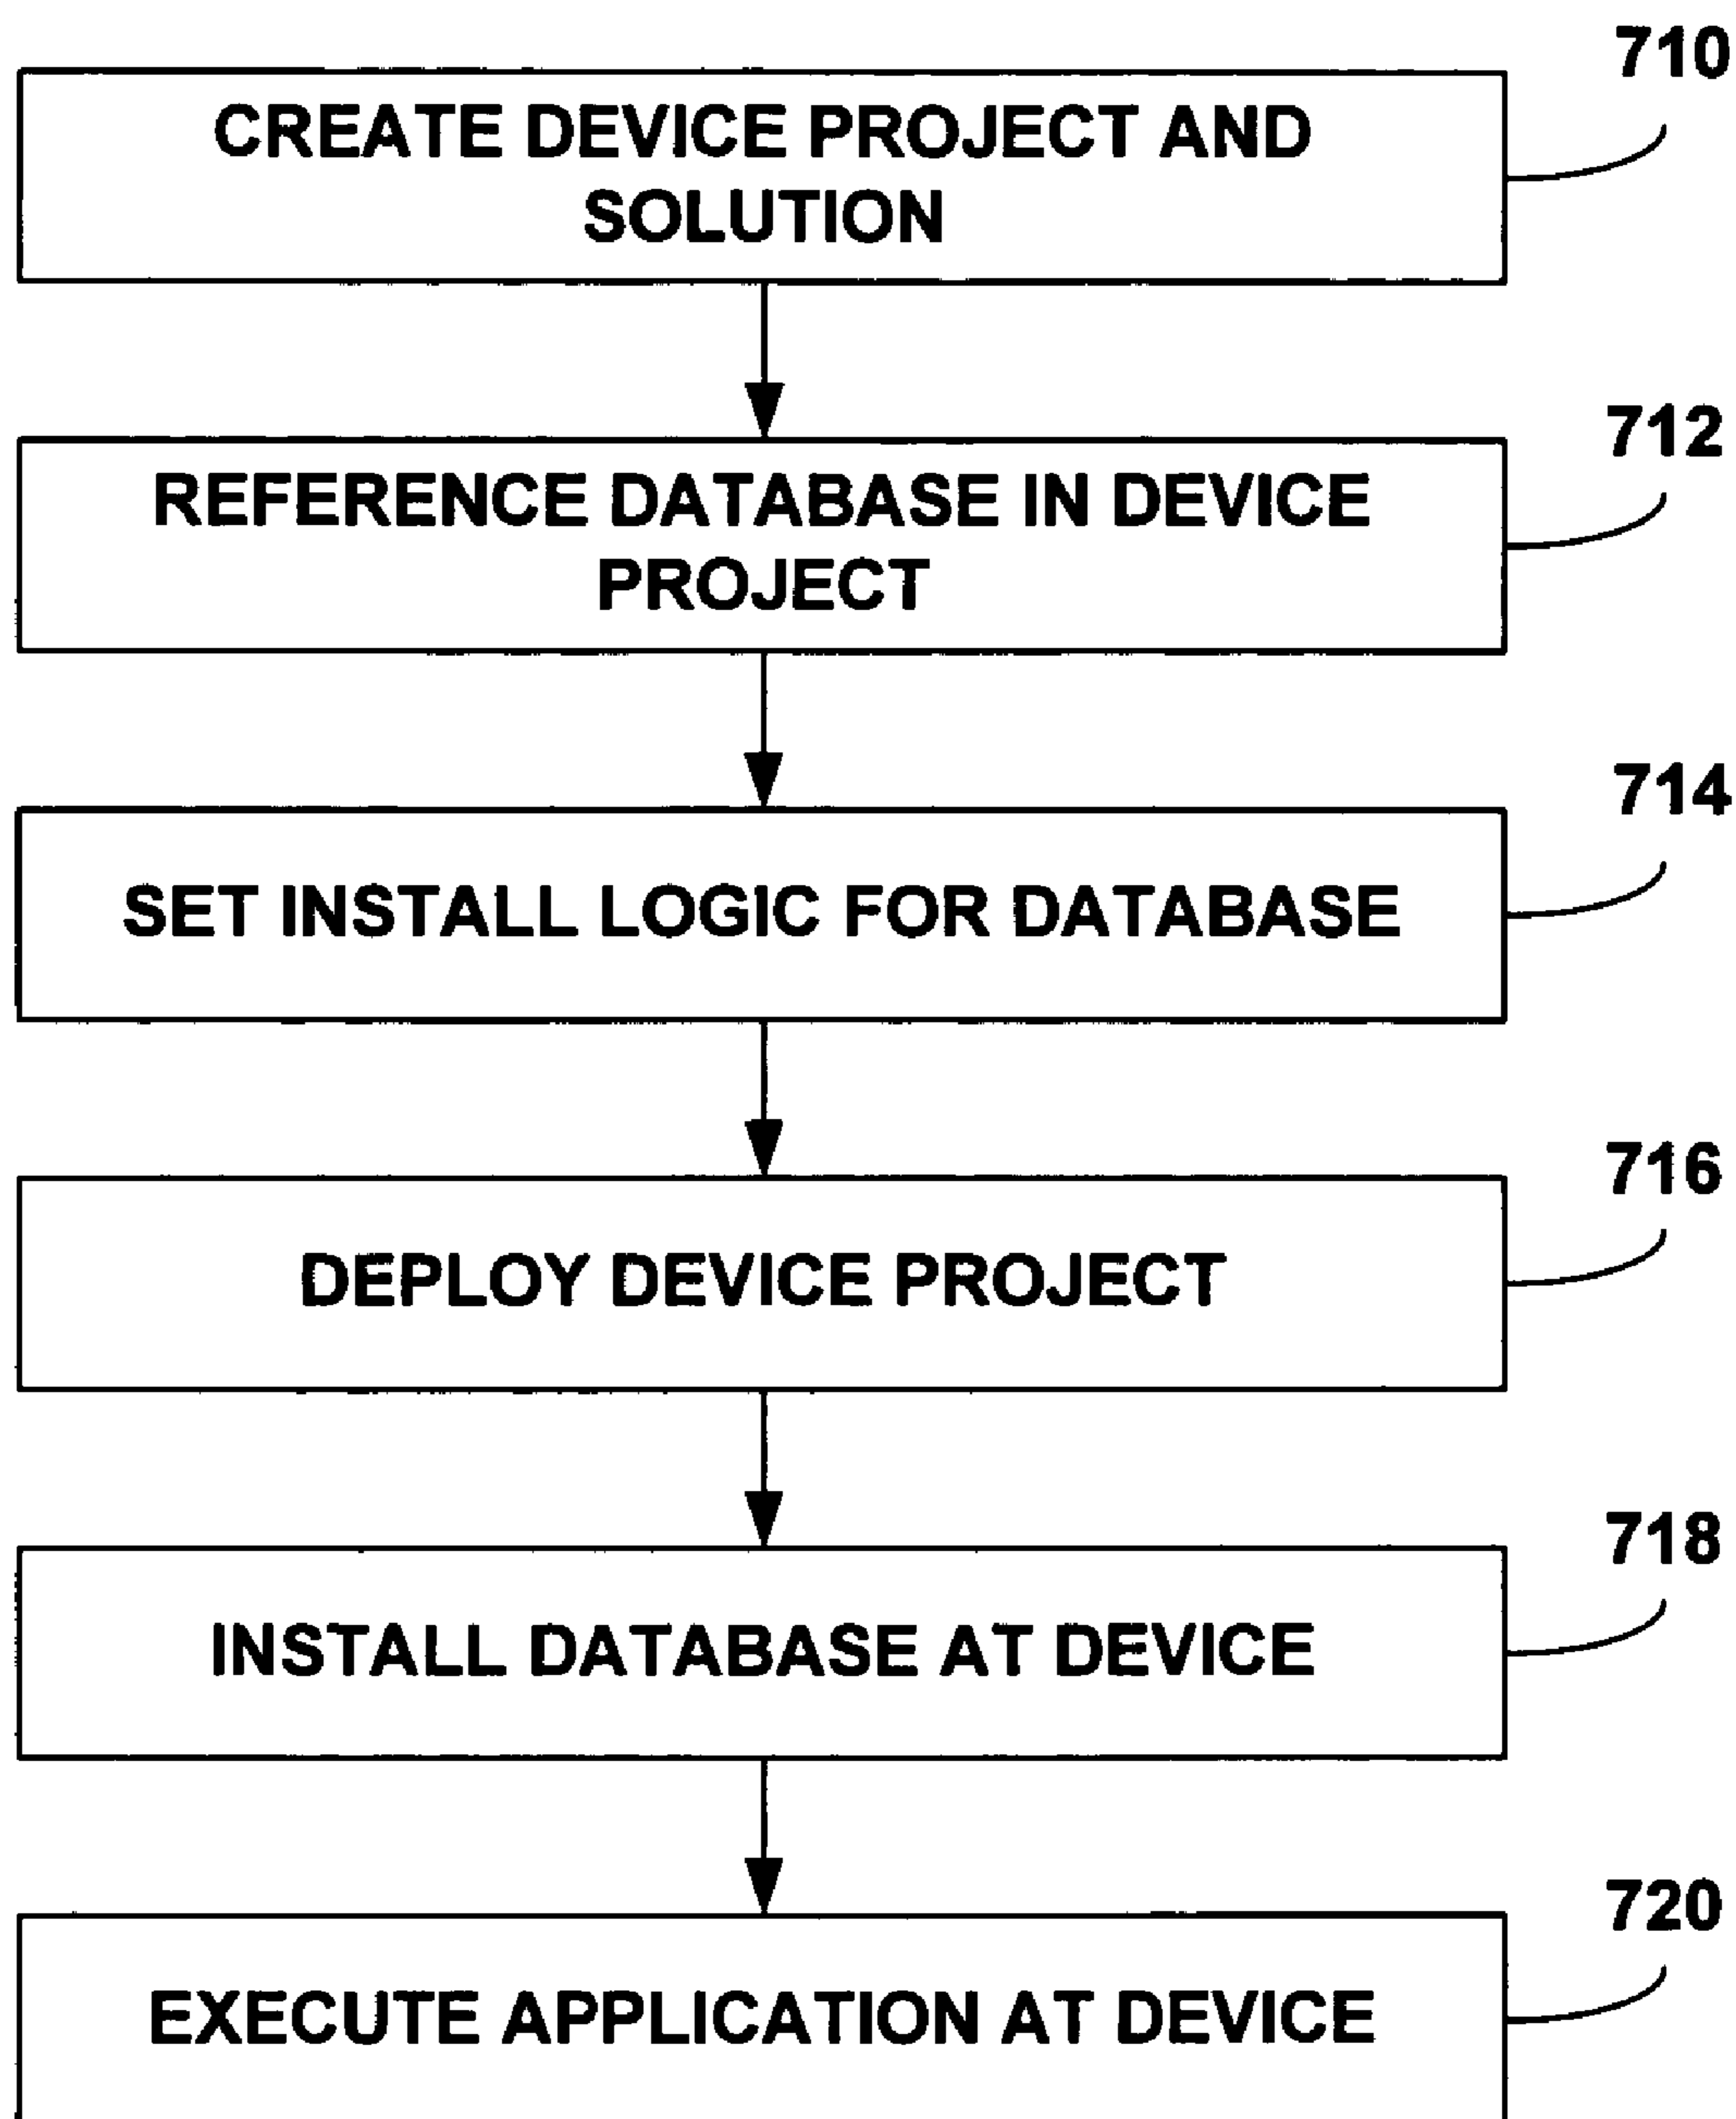 710
CREATE DEVICE PROJECT AND
SOLUTION
712
REFERENCE DATABASE IN DEVICE
PROJECT
714
SET INSTALL LOGIC FOR DATABASE
716
DEPLOY DEVICE PROJECT
718
INSTALL DATABASE AT DEVICE
720
EXECUTE APPLICATION AT DEVICE